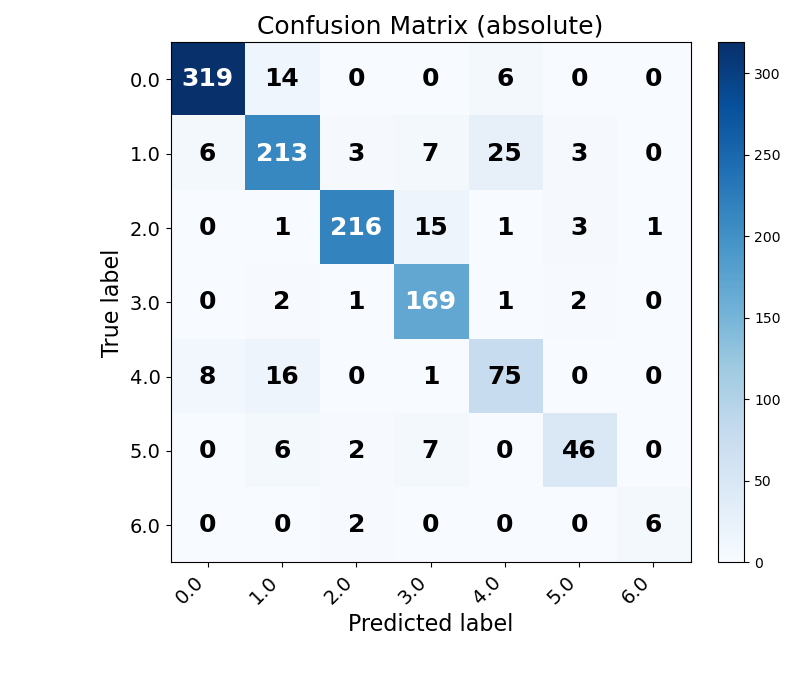 Confusion Matrix (absolute)
0.0 319 14 0 0 6 0 0
1.0 6 213 3 7 25 3 0
2.0 0 1 216 15 1 3 1
3.0 0 2 1 169 1 2 0
4.0 8 16 0 1 75 0 0
5.0 0 6 2 7 0 46 0
6.0 0 0 2 0 0 0 6
0.0 1.0 2.0 3.0 4.0 5.0 6.0
Predicted label
True label
300
250
200
150
100
50
0